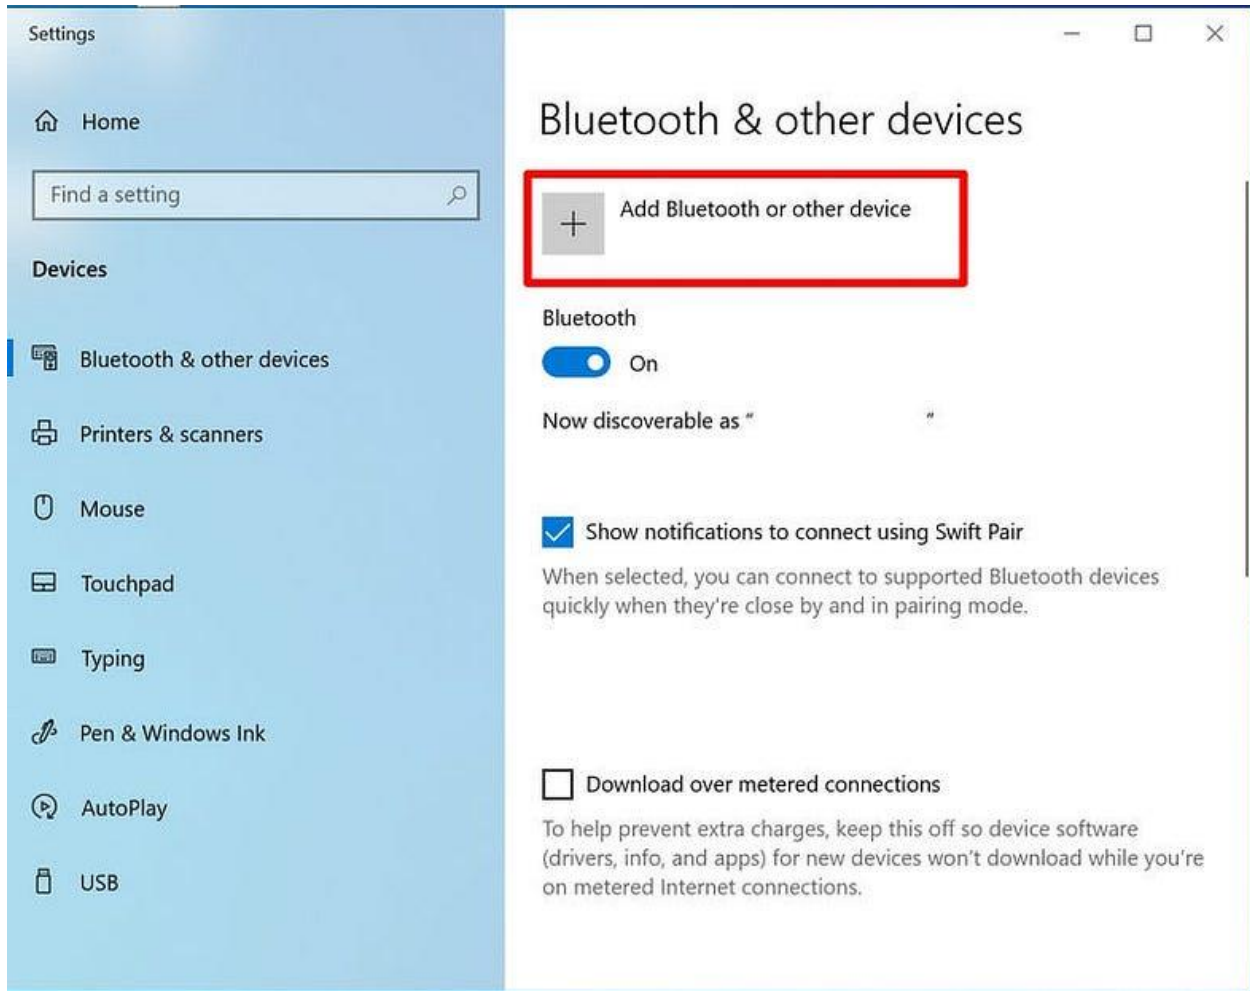 Settings
Home
Find a setting
Devices
Bluetooth & other devices
Printers & scanners
Mouse
Touchpad
Typing
Pen & Windows Ink
AutoPlay
USB
Bluetooth & other devices
Add Bluetooth or other device
Bluetooth
On
Now discoverable as “ ”
Show notifications to connect using Swift Pair
When selected, you can connect to supported Bluetooth devices
quickly when they're close by and in pairing mode.
Download over metered connections
To help prevent extra charges, keep this off so device software
(drivers, info, and apps) for new devices won't download while you're
on metered Internet connections.